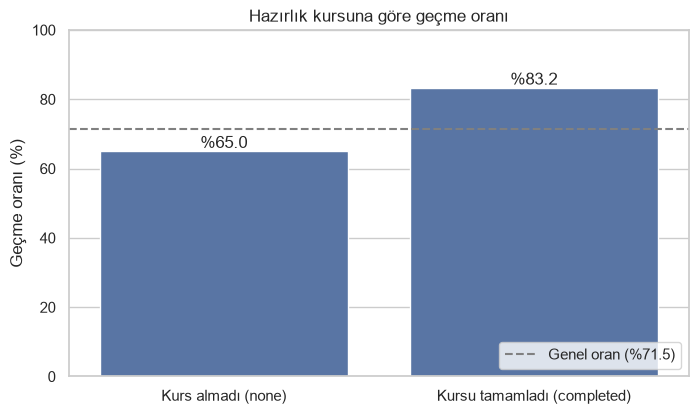 Hazırlık kursuna göre geçme oranı
Geçme oranı (%)
100
80
60
40
20
0
%65.0
%83.2
Genel oran (%71.5)
Kurs almadı (none)
Kursu tamamladı (completed)